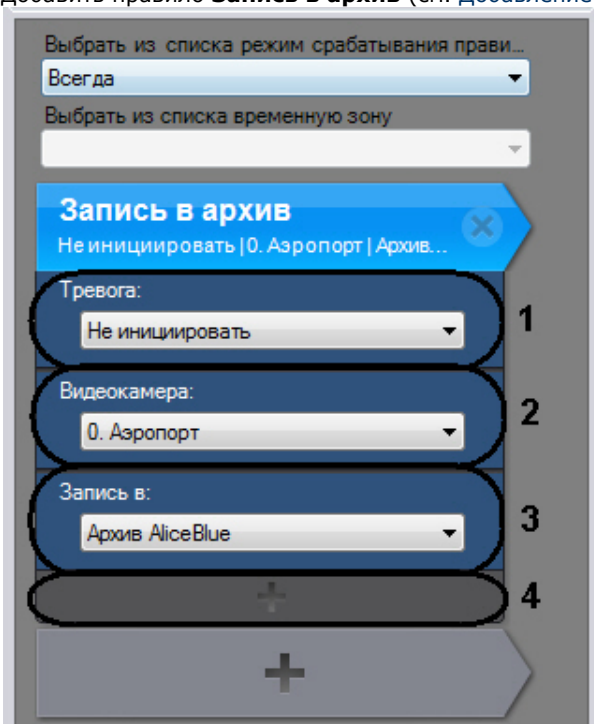 добавить правило Запись в архив (см. добавление
Выбрать из списка режим срабатывания прави...
Всегда
Выбрать из списка временную зону
Запись в архив
Не инициировать | 0. Аэропорт | Архив...
Тревога:
Не инициировать
1
Видеокамера:
0. Аэропорт
2
Запись в:
Архив AliceBlue
3
4